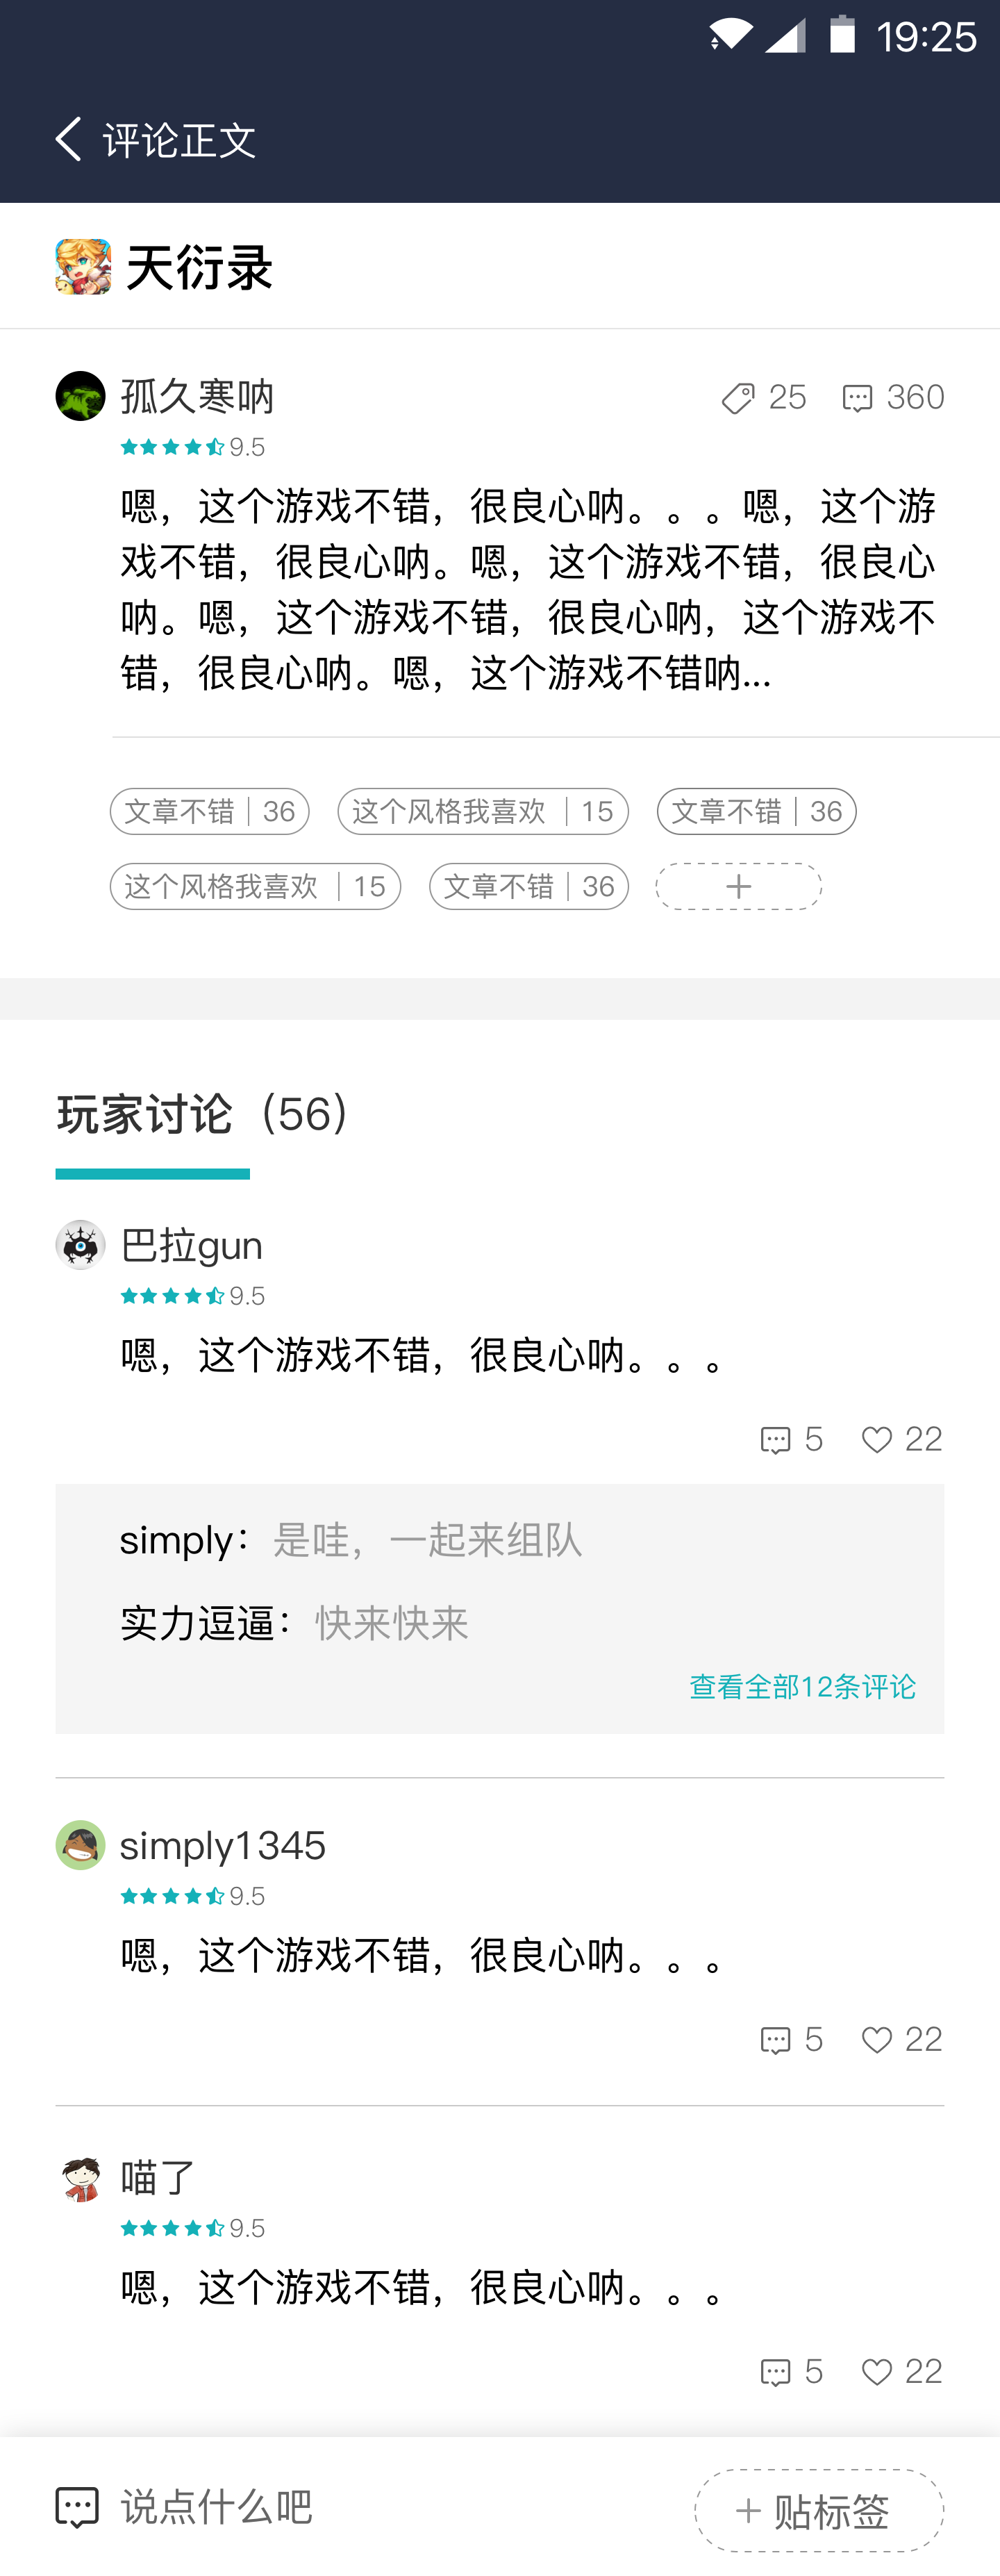 19:25
评论正文
天衍录
孤久寒呐 25 360
9.5
嗯，这个游戏不错，很良心呐。。。嗯，这个游
戏不错，很良心呐。嗯，这个游戏不错，很良心
呐。嗯，这个游戏不错，很良心呐，这个游戏不
错，很良心呐。嗯，这个游戏不错呐...
文章不错 | 36 这个风格我喜欢 | 15 文章不错 | 36
这个风格我喜欢 | 15 文章不错 | 36 +
玩家讨论（56）
巴拉gun
9.5
嗯，这个游戏不错，很良心呐。。。
5 22
simply：是哇，一起来组队
实力逗逼：快来快来
查看全部12条评论
simply1345
9.5
嗯，这个游戏不错，很良心呐。。。
5 22
喵了
9.5
嗯，这个游戏不错，很良心呐。。。
5 22
说点什么吧 +贴标签